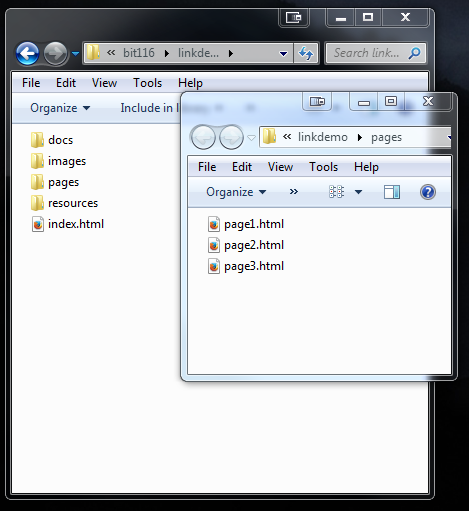 « bit116 ▸ linkde... ▸
Search link...
File Edit View Tools Help
Organize Include in l
docs
images
pages
resources
index.html
« linkdemo ▸ pages
File Edit View Tools Help
Organize »
page1.html
page2.html
page3.html